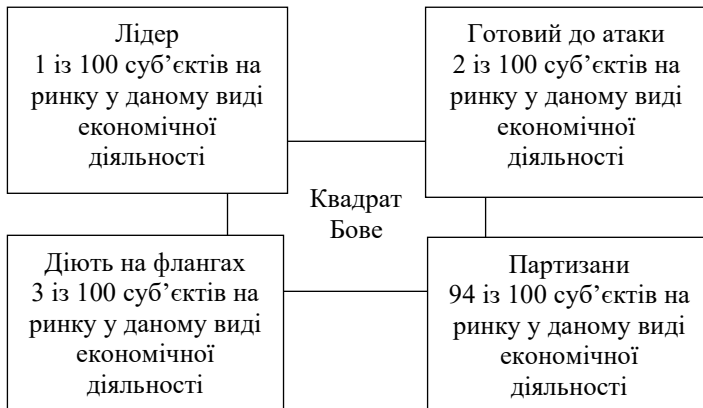 Лідер
1 із 100 суб’єктів на
ринку у даному виді
економічної
діяльності
Готовий до атаки
2 із 100 суб’єктів на
ринку у даному виді
економічної
діяльності
Квадрат
Бове
Діють на флангах
3 із 100 суб’єктів на
ринку у даному виді
економічної
діяльності
Партизани
94 із 100 суб’єктів на
ринку у даному виді
економічної
діяльності